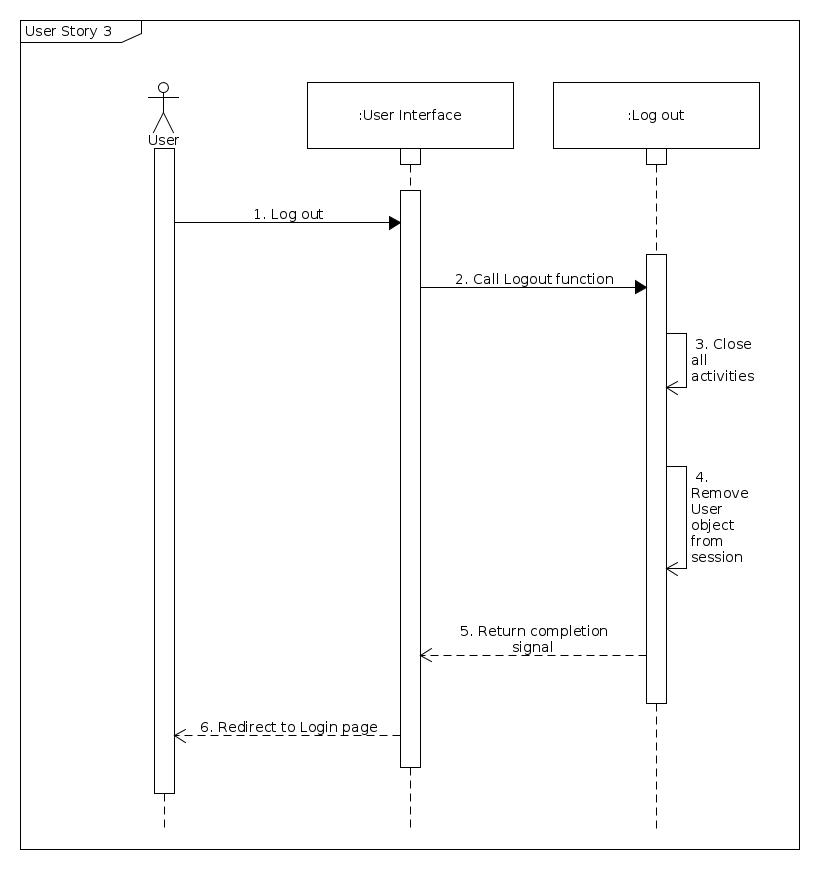 User Story 3
User
:User Interface
:Log out
1. Log out
2. Call Logout function
3. Close
all
activities
4.
Remove
User
object
from
session
5. Return completion
signal
6. Redirect to Login page